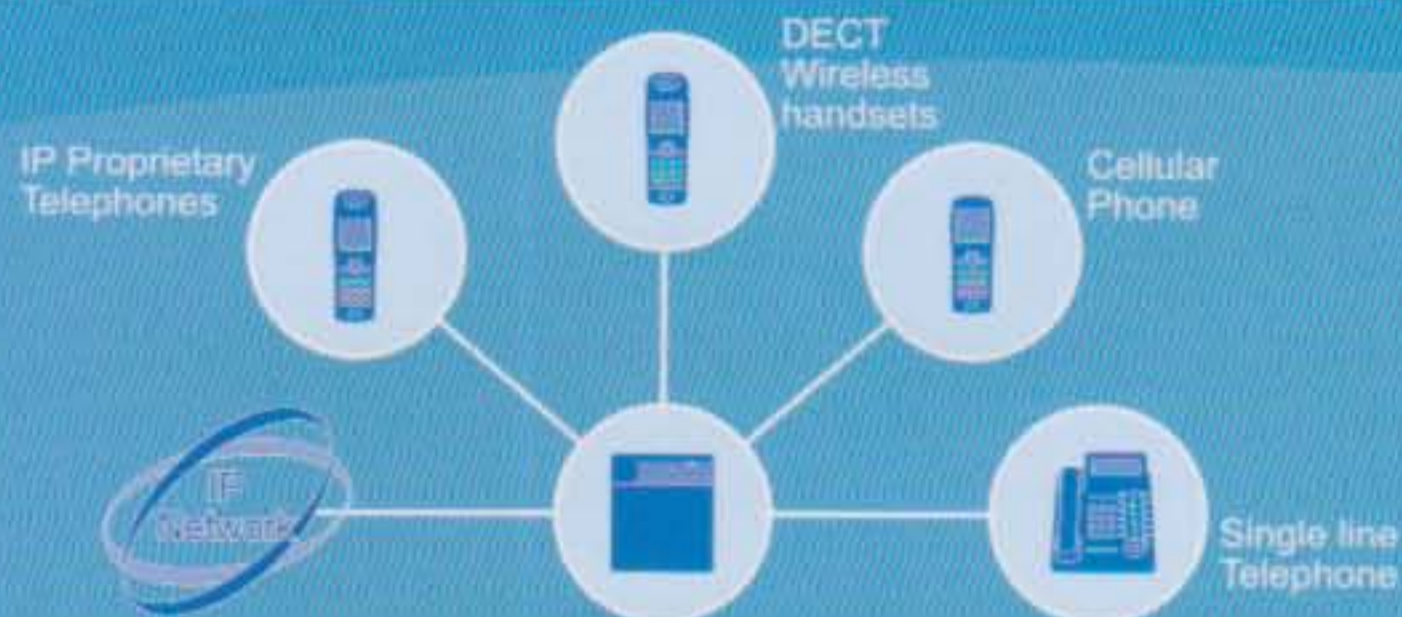 DECT
Wireless
handsets
IP Proprietary
Telephones
Cellular
Phone
IP
Network
Single line
Telephone